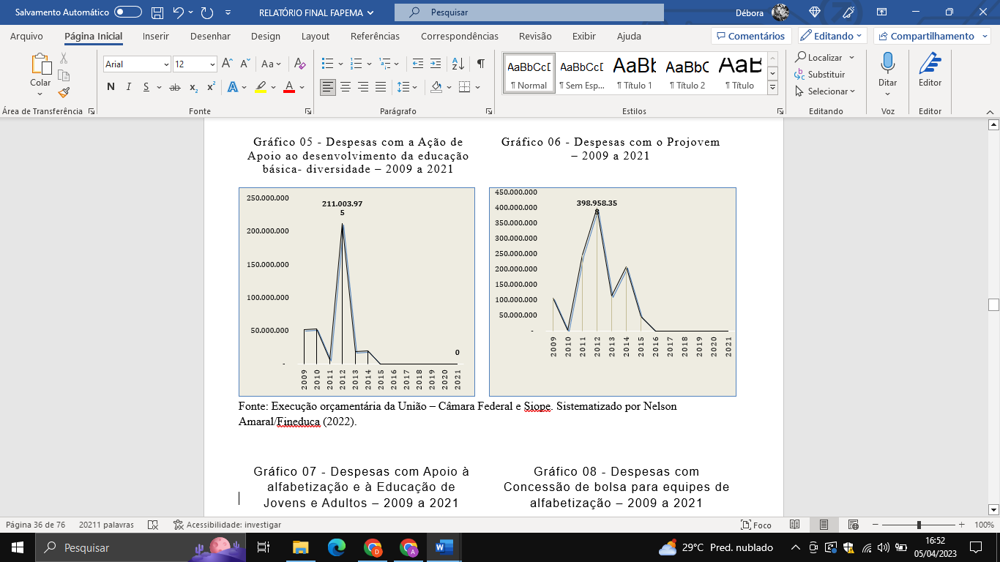 Salvamento Automático
RELATÓRIO FINAL FAPEMA
Pesquisar
Débora
Arquivo
Página Inicial
Inserir
Desenhar
Design
Layout
Referências
Correspondências
Revisão
Exibir
Ajuda
Comentários
Editando
Compartilhamento
Colar
Área de Transferência
Arial
12
Aa
N I S ab x₂ x² A A
Fonte
Parágrafo
AaBbCcD
¶ Normal
AaBbCcD
¶ Sem Esp...
AaBb
¶ Título 1
AaBbC
¶ Título 2
AaB
¶ Título
Estilos
Localizar
Substituir
Selecionar
Editando
Ditar
Voz
Editor
Editor
Gráfico 05 - Despesas com a Ação de
Apoio ao desenvolvimento da educação
básica- diversidade – 2009 a 2021
Gráfico 06 - Despesas com o Projovem
– 2009 a 2021
250.000.000
200.000.000
150.000.000
100.000.000
50.000.000
-
211.003.97
5
0
2009 2010 2011 2012 2013 2014 2015 2016 2017 2018 2019 2020 2021
450.000.000
400.000.000
350.000.000
300.000.000
250.000.000
200.000.000
150.000.000
100.000.000
50.000.000
-
398.958.35
2009 2010 2011 2012 2013 2014 2015 2016 2017 2018 2019 2020 2021
Fonte: Execução orçamentária da União – Câmara Federal e Siope. Sistematizado por Nelson
Amaral/Fineduca (2022).
Gráfico 07 - Despesas com Apoio à
alfabetização e à Educação de
Jovens e Adultos – 2009 a 2021
Gráfico 08 - Despesas com
Concessão de bolsa para equipes de
alfabetização – 2009 a 2021
Página 36 de 76
20211 palavras
Acessibilidade: investigar
Foco
100%
Pesquisar
29°C Pred. nublado
16:52
05/04/2023